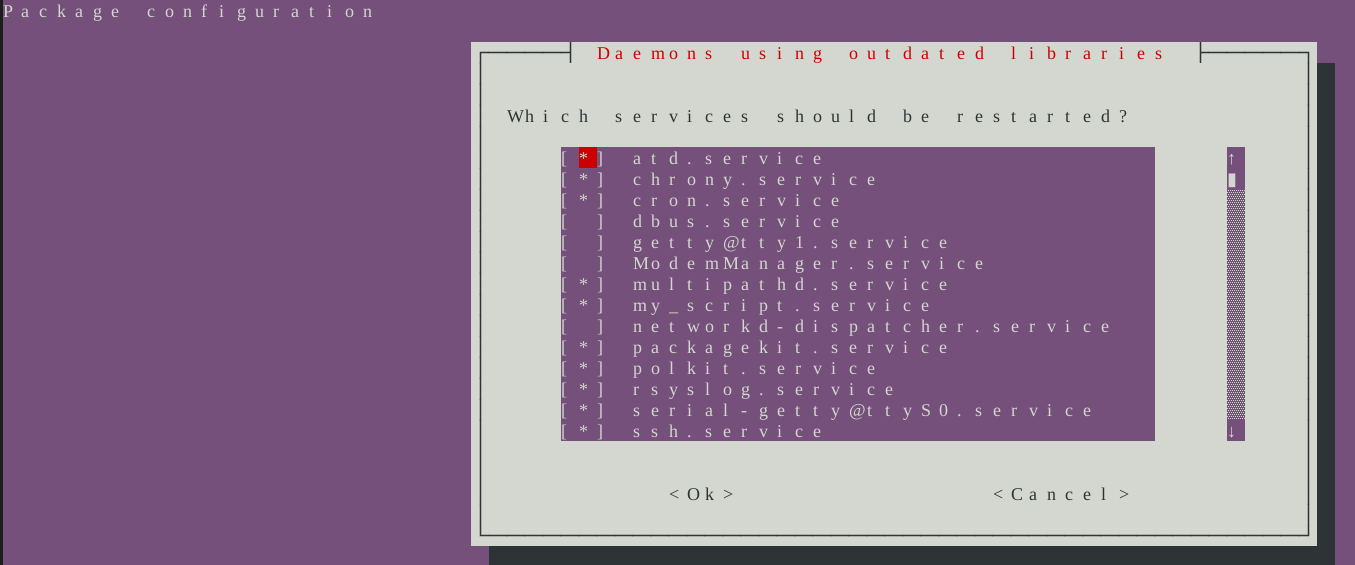 Package configuration
Daemons using outdated libraries
Which services should be restarted?
[*] atd.service ↑
[*] chrony.service
[*] cron.service
[ ] dbus.service
[ ] getty@tty1.service
[ ] ModemManager.service
[*] multipathd.service
[*] my_script.service
[ ] networkd-dispatcher.service
[*] packagekit.service
[*] polkit.service
[*] rsyslog.service
[*] serial-getty@ttyS0.service
[*] ssh.service ↓
<Ok> <Cancel>